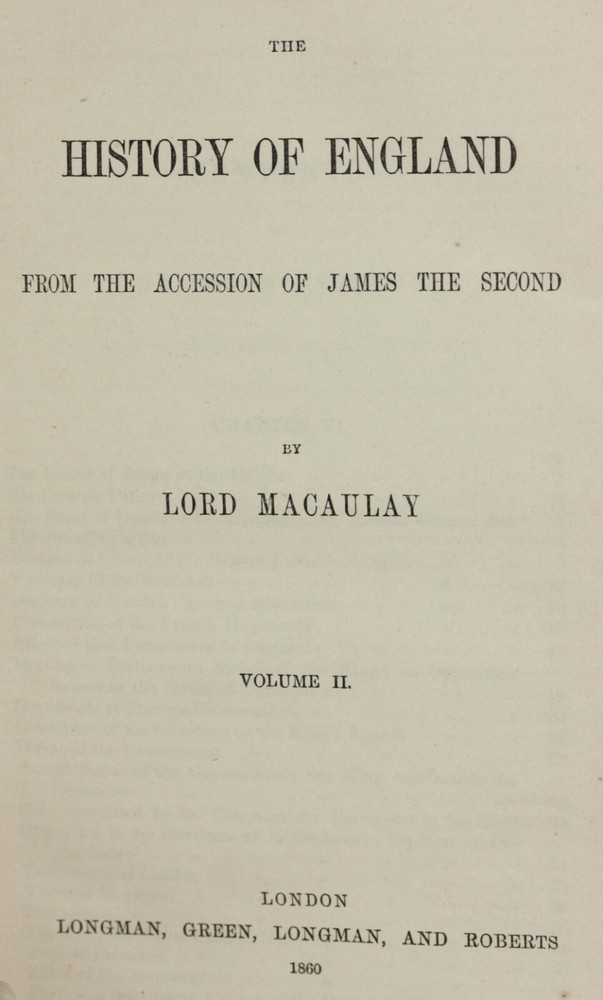 THE
HISTORY OF ENGLAND
FROM THE ACCESSION OF JAMES THE SECOND
BY
LORD MACAULAY
VOLUME II.
LONDON
LONGMAN, GREEN, LONGMAN, AND ROBERTS
1860